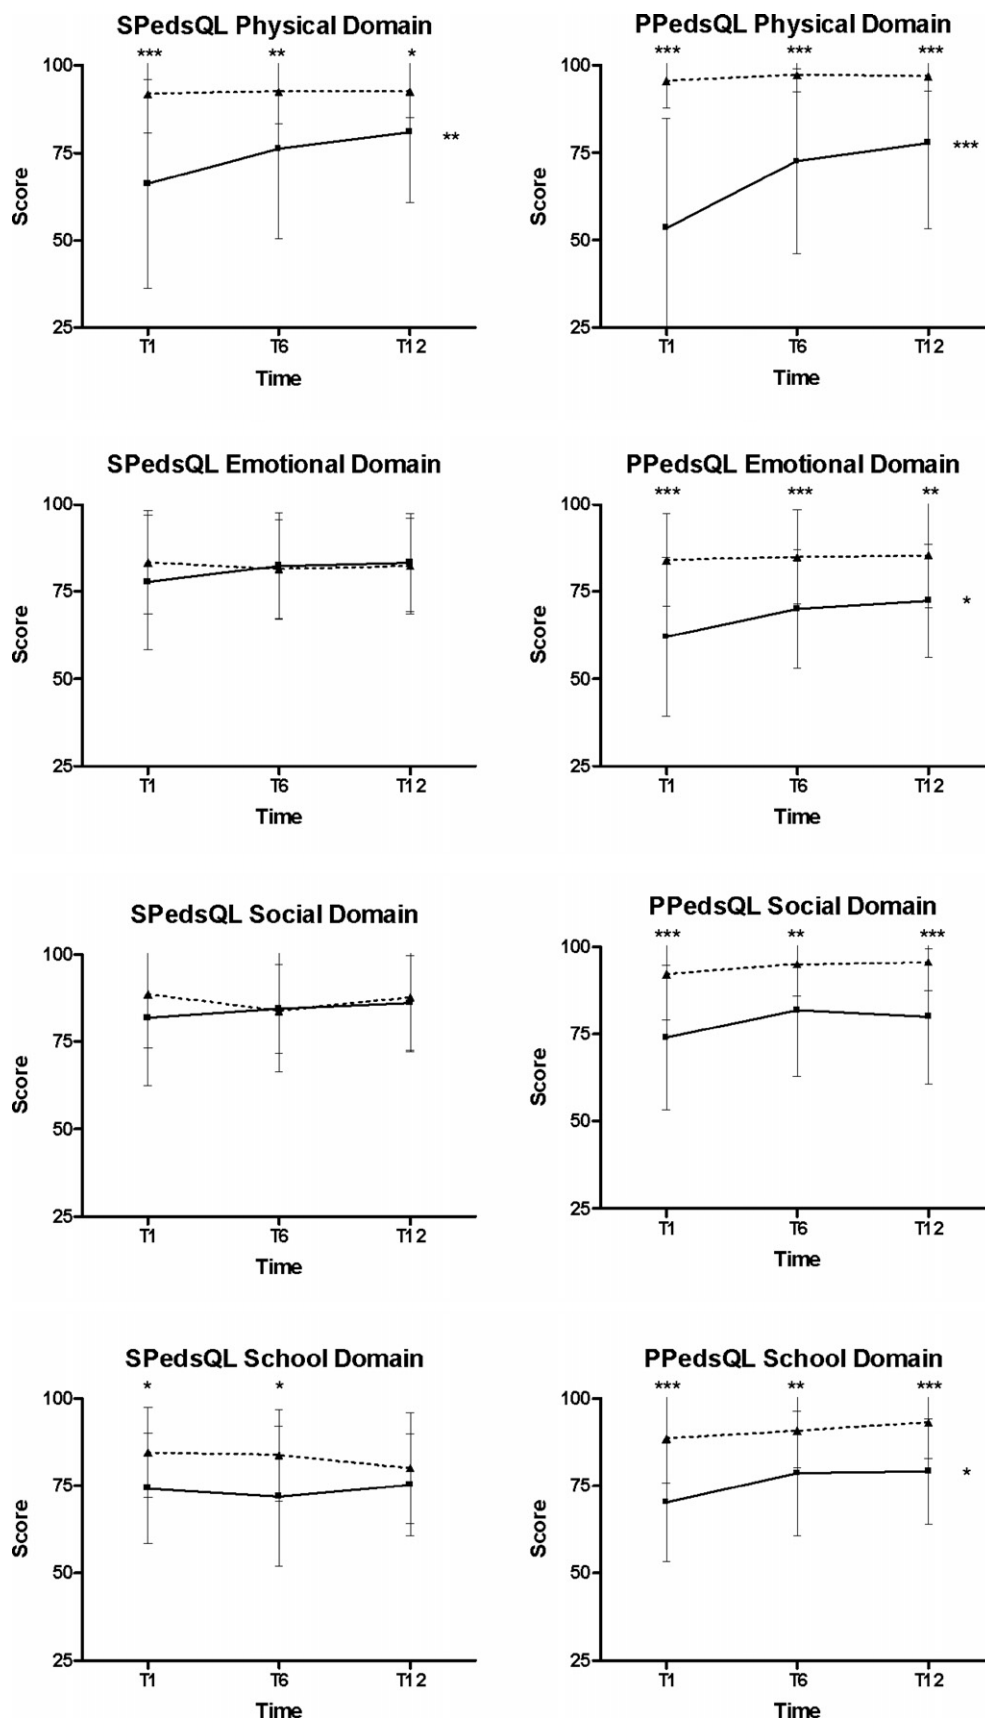 SPedsQL Physical Domain
*** ** *
100
75
50
25
Score
**
T1 T6 T12
Time
PPedsQL Physical Domain
*** *** ***
100
75
50
25
Score
***
T1 T6 T12
Time
SPedsQL Emotional Domain
100
75
50
25
Score
T1 T6 T12
Time
PPedsQL Emotional Domain
*** *** **
100
75
50
25
Score
*
T1 T6 T12
Time
SPedsQL Social Domain
100
75
50
25
Score
T1 T6 T12
Time
PPedsQL Social Domain
*** ** ***
100
75
50
25
Score
T1 T6 T12
Time
SPedsQL School Domain
* *
100
75
50
25
Score
T1 T6 T12
Time
PPedsQL School Domain
*** ** ***
100
75
50
25
Score
*
T1 T6 T12
Time